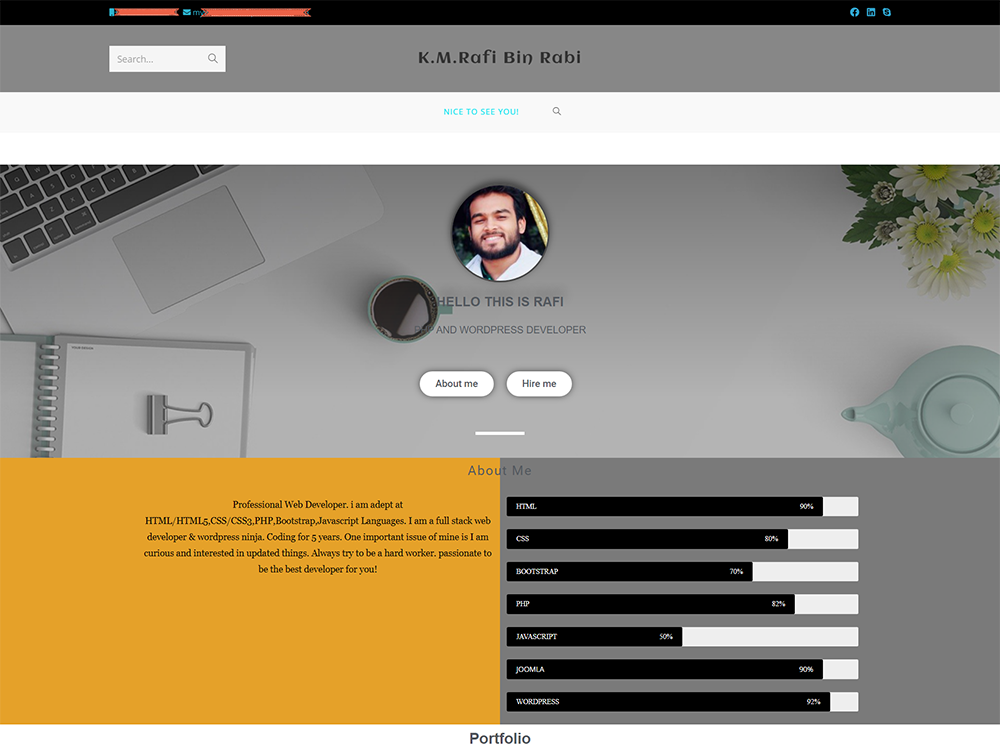 my
Search...
K.M.Rafi Bin Rabi
NICE TO SEE YOU!
YOUR DESIGN
HELLO THIS IS RAFI
PHP AND WORDPRESS DEVELOPER
About me
Hire me
About Me
Professional Web Developer. i am adept at
HTML/HTML5,CSS/CSS3,PHP,Bootstrap,Javascript Languages. I am a full stack web
developer & wordpress ninja. Coding for 5 years. One important issue of mine is I am
curious and interested in updated things. Always try to be a hard worker. passionate to
be the best developer for you!
HTML 90%
CSS 80%
BOOTSTRAP 70%
PHP 82%
JAVASCRIPT 50%
JOOMLA 90%
WORDPRESS 92%
Portfolio